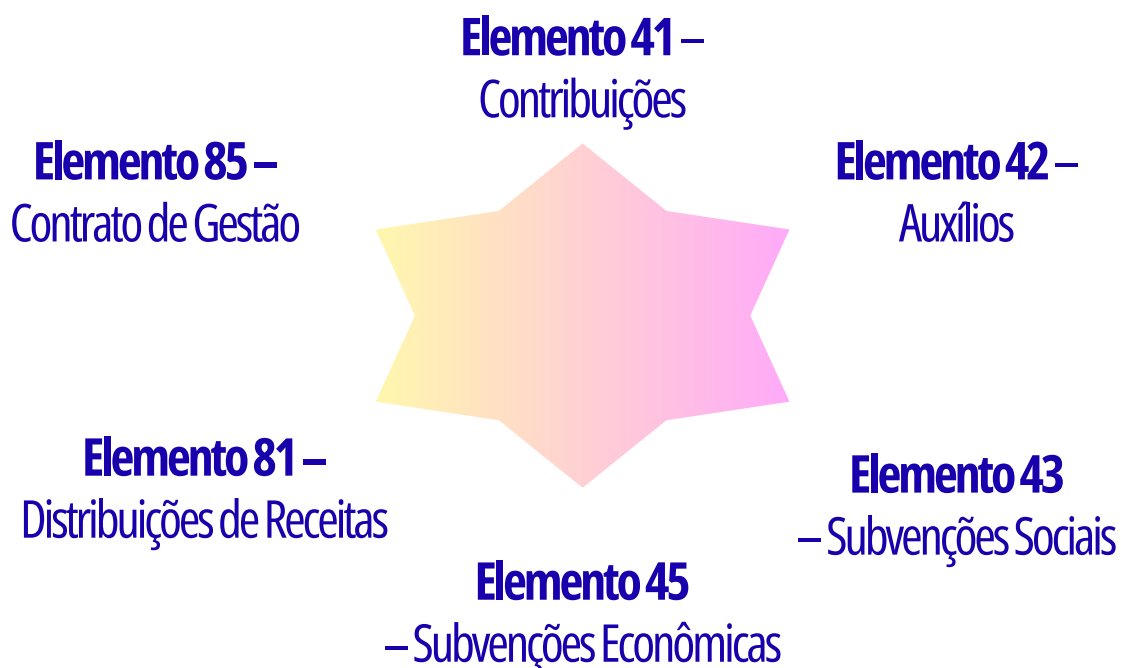 Elemento 41 –
Contribuições
Elemento 85 –
Contrato de Gestão
Elemento 42 –
Auxílios
Elemento 81 –
Distribuições de Receitas
Elemento 43
– Subvenções Sociais
Elemento 45
– Subvenções Econômicas